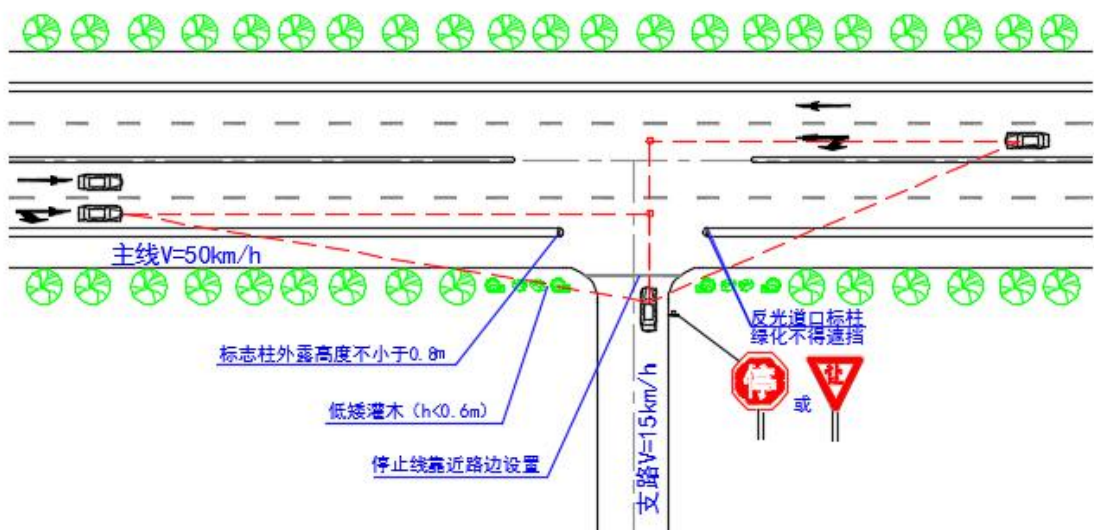 主线V=50km/h
反光道口标柱
绿化不得遮挡
标志柱外露高度不小于0.8m
停
让
或
低矮灌木（h<0.6m）
停止线靠近路边设置
支路V=15km/h